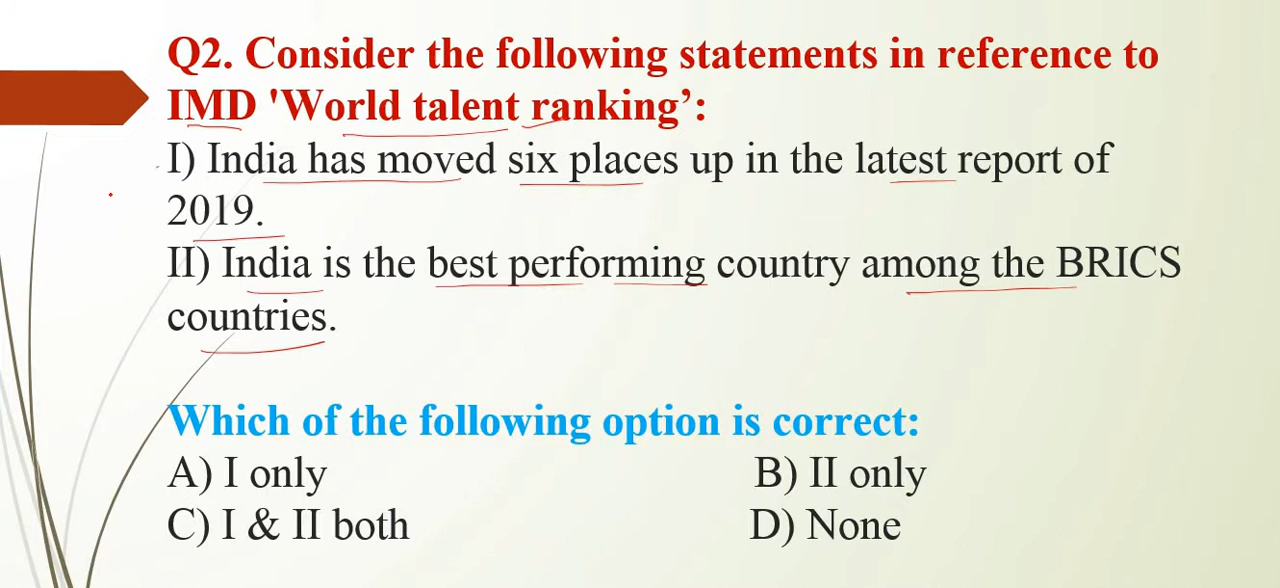 Q2. Consider the following statements in reference to
IMD 'World talent ranking’:
I) India has moved six places up in the latest report of
2019.
II) India is the best performing country among the BRICS
countries.
Which of the following option is correct:
A) I only B) II only
C) I & II both D) None